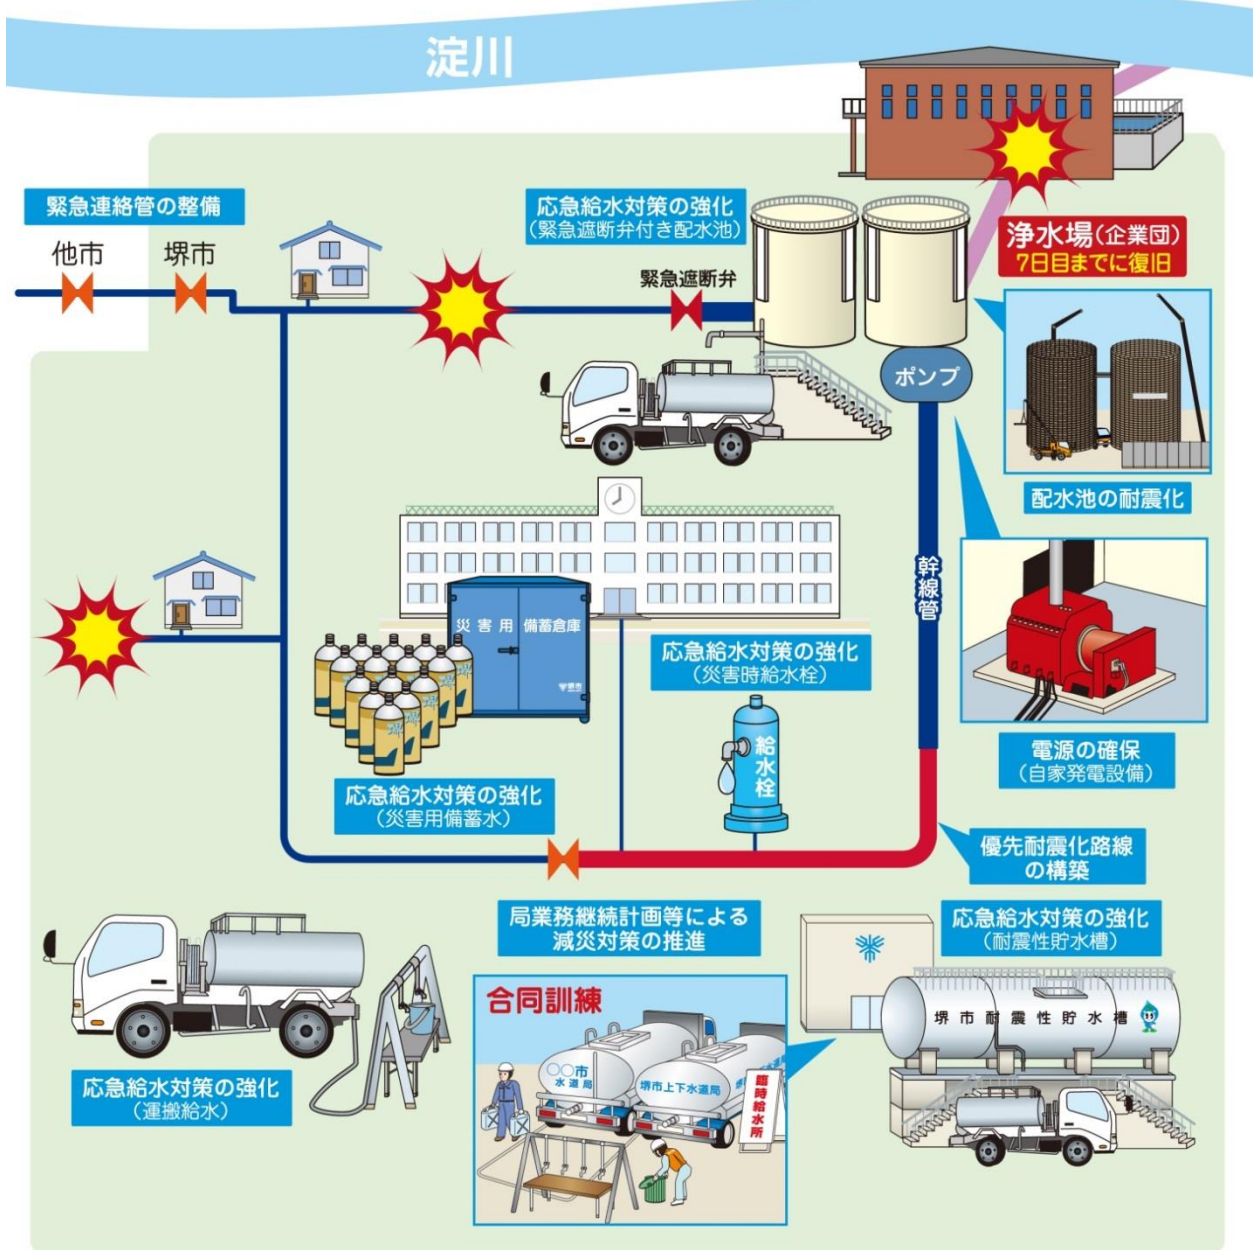 淀川
緊急連絡管の整備
他市
堺市
応急給水対策の強化
(緊急遮断弁付き配水池)
緊急遮断弁
浄水場(企業団)
7日目までに復旧
ポンプ
配水池の耐震化
幹線管
電源の確保
(自家発電設備)
災害用 備蓄倉庫
堺市
応急給水対策の強化
(災害用備蓄水)
応急給水対策の強化
(災害時給水栓)
給水栓
優先耐震化路線
の構築
応急給水対策の強化
(運搬給水)
局業務継続計画等による
減災対策の推進
合同訓練
○○市
水道局
堺市上下水道局
臨時給水所
応急給水対策の強化
(耐震性貯水槽)
堺市耐震性貯水槽